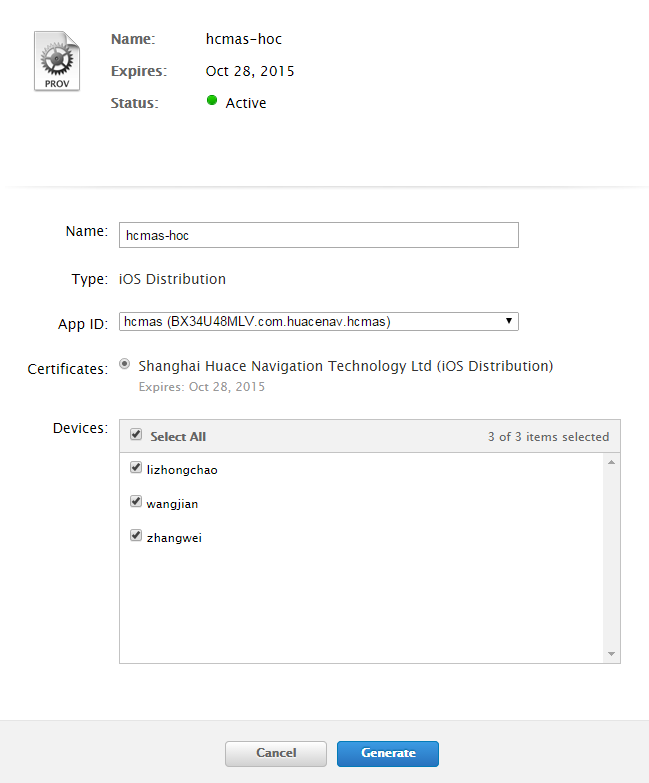 PROV
Name: hcmas-hoc
Expires: Oct 28, 2015
Status: Active
Name: hcmas-hoc
Type: iOS Distribution
App ID: hcmas (BX34U48MLV.com.huacenav.hcmas)
Certificates: Shanghai Huace Navigation Technology Ltd (iOS Distribution)
Expires: Oct 28, 2015
Devices: Select All 3 of 3 items selected
lizhongchao
wangjian
zhangwei
Cancel Generate